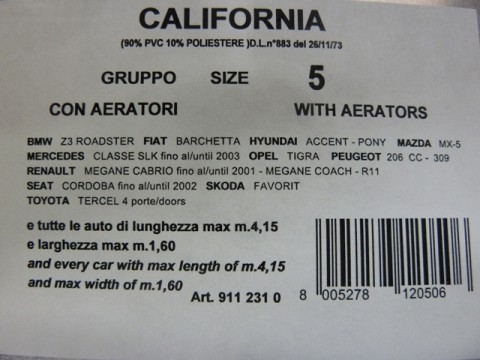 CALIFORNIA
(90% PVC 10% POLIESTERE )D.L.n°883 del 26/11/73
GRUPPO SIZE 5
CON AERATORI WITH AERATORS
BMW Z3 ROADSTER FIAT BARCHETTA HYUNDAI ACCENT - PONY MAZDA MX-5
MERCEDES CLASSE SLK fino al/until 2003 OPEL TIGRA PEUGEOT 206 CC - 309
RENAULT MEGANE CABRIO fino al/until 2001 - MEGANE COACH - R11
SEAT CORDOBA fino al/until 2002 SKODA FAVORIT
TOYOTA TERCEL 4 porte/doors
e tutte le auto di lunghezza max m.4,15
e larghezza max m.1,60
and every car with max length of m.4,15
and max width of m.1,60
Art. 911 231 0
8 005278 120506